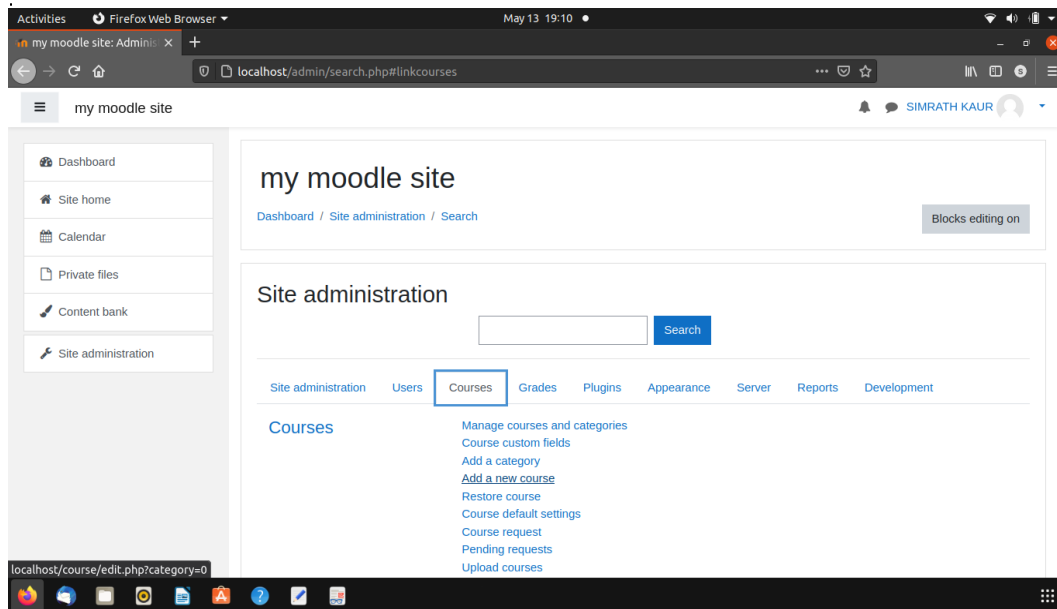 Activities Firefox Web Browser May 13 19:10
my moodle site: Adminis
localhost/admin/search.php#linkcourses
my moodle site SIMRATH KAUR
Dashboard
Site home
Calendar
Private files
Content bank
Site administration
my moodle site
Dashboard / Site administration / Search
Blocks editing on
Site administration
Search
Site administration Users Courses Grades Plugins Appearance Server Reports Development
Courses
Manage courses and categories
Course custom fields
Add a category
Add a new course
Restore course
Course default settings
Course request
Pending requests
Upload courses
localhost/course/edit.php?category=0